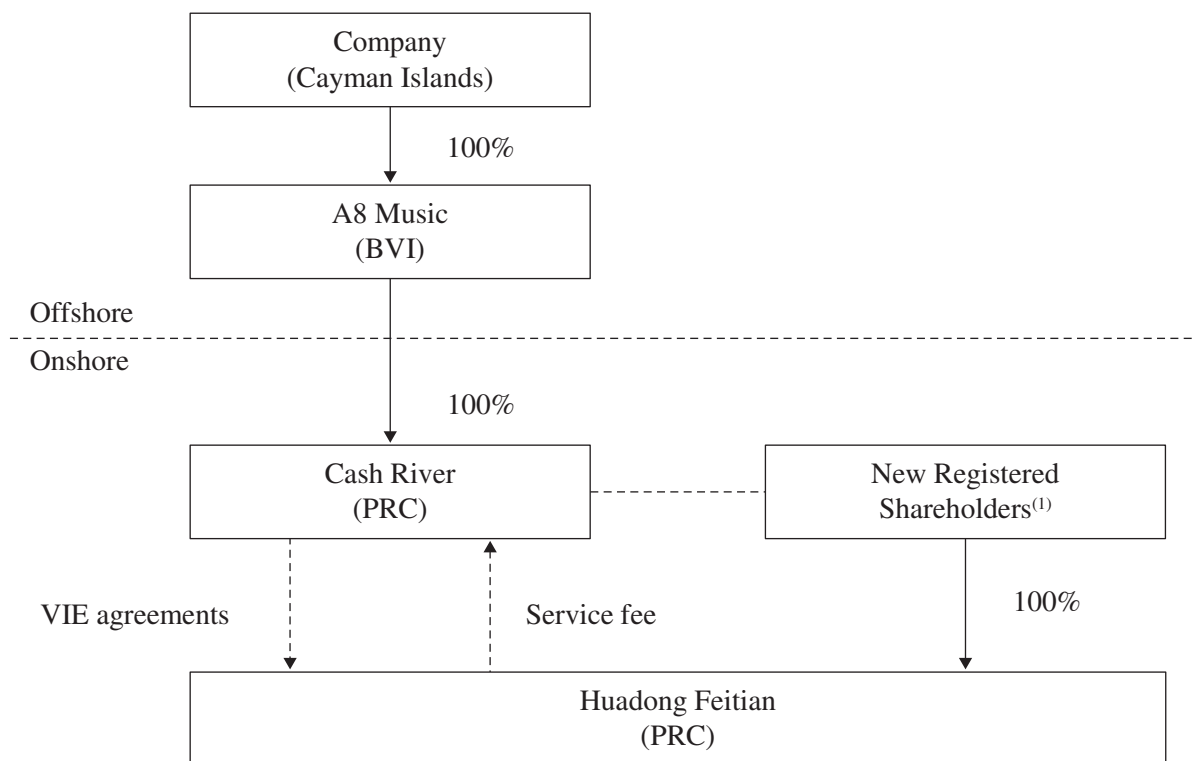 Company
(Cayman Islands)
100%
A8 Music
(BVI)
Offshore
Onshore
100%
Cash River
(PRC)
New Registered
Shareholders(1)
VIE agreements
Service fee
100%
Huadong Feitian
(PRC)